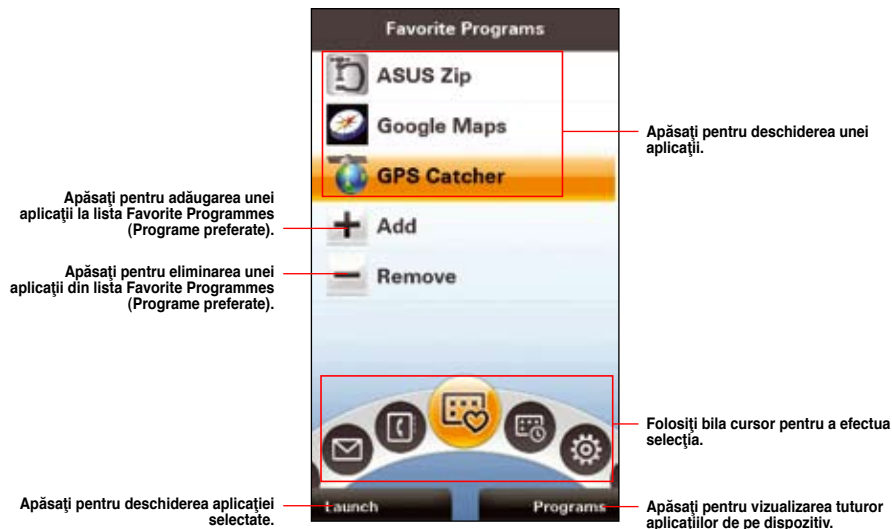 Favorite Programs
ASUS Zip
Google Maps
GPS Catcher
Add
Remove
Launch
Programs
Apăsaţi pentru deschiderea unei
aplicaţii.
Apăsaţi pentru adăugarea unei
aplicaţii la lista Favorite Programmes
(Programe preferate).
Apăsaţi pentru eliminarea unei
aplicaţii din lista Favorite Programmes
(Programe preferate).
Folosiţi bila cursor pentru a efectua
selecţia.
Apăsaţi pentru deschiderea aplicaţiei
selectate.
Apăsaţi pentru vizualizarea tuturor
aplicaţiilor de pe dispozitiv.